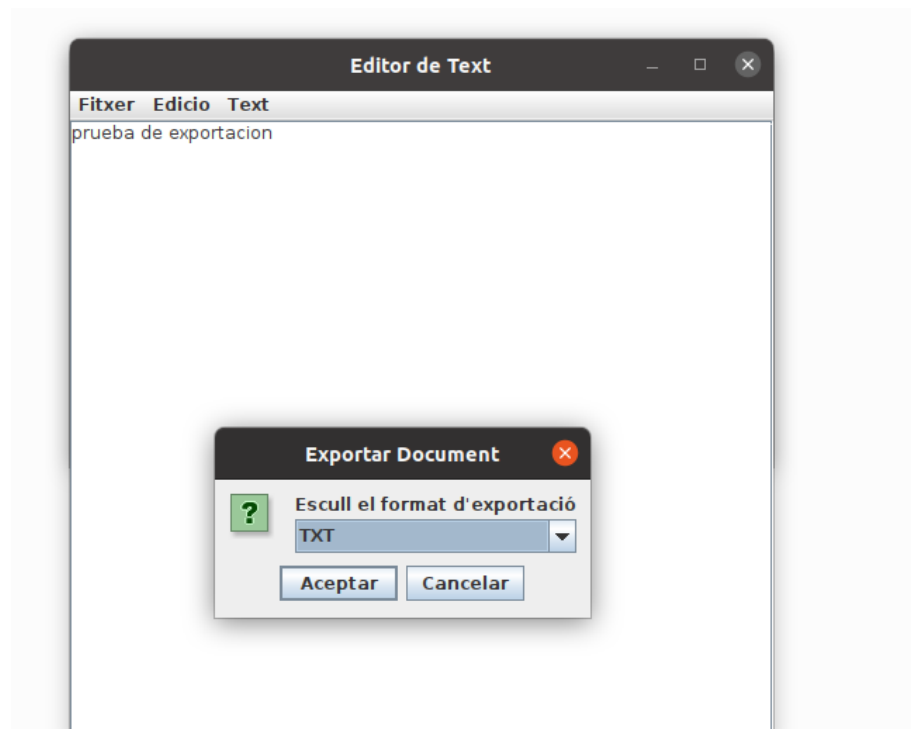 Editor de Text
Fitxer Edicio Text
prueba de exportacion
Exportar Document
?
Escull el format d'exportació
TXT
Aceptar Cancelar